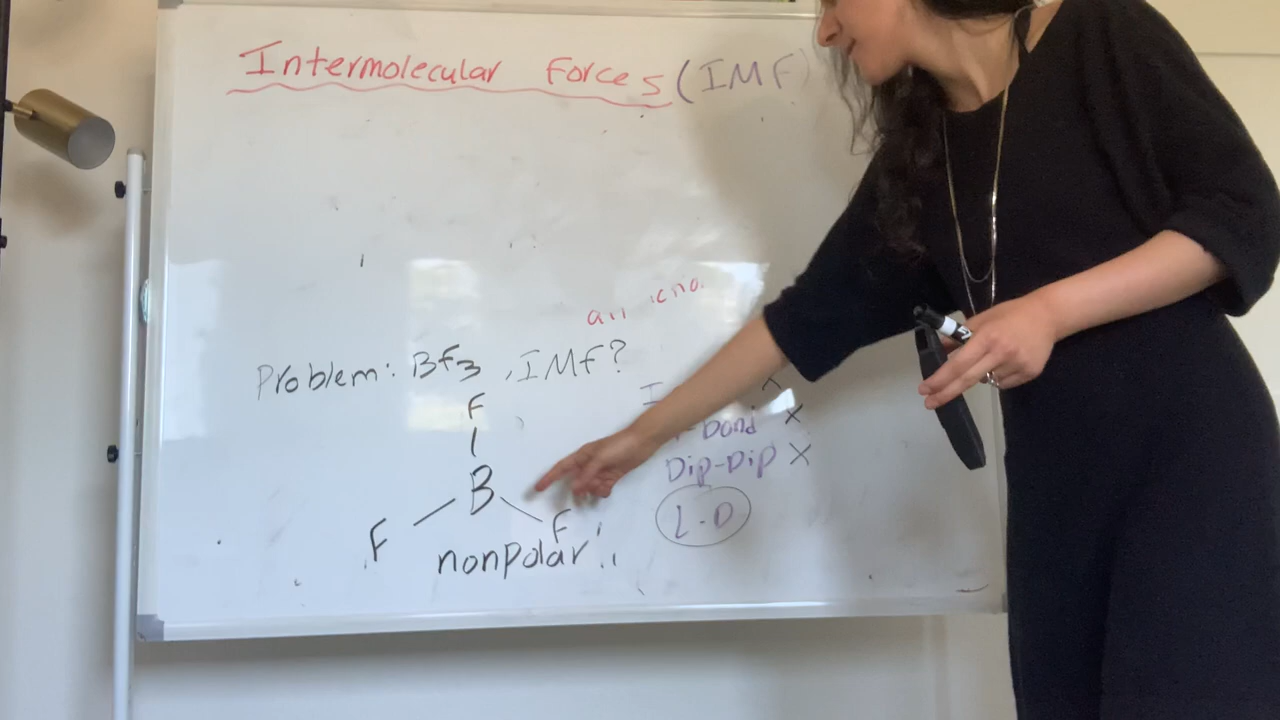 Intermolecular Forces (IMF)
Problem: BF3, IMF?
F
B
F F
nonpolar
bond X
Dip-Dip X
L-D